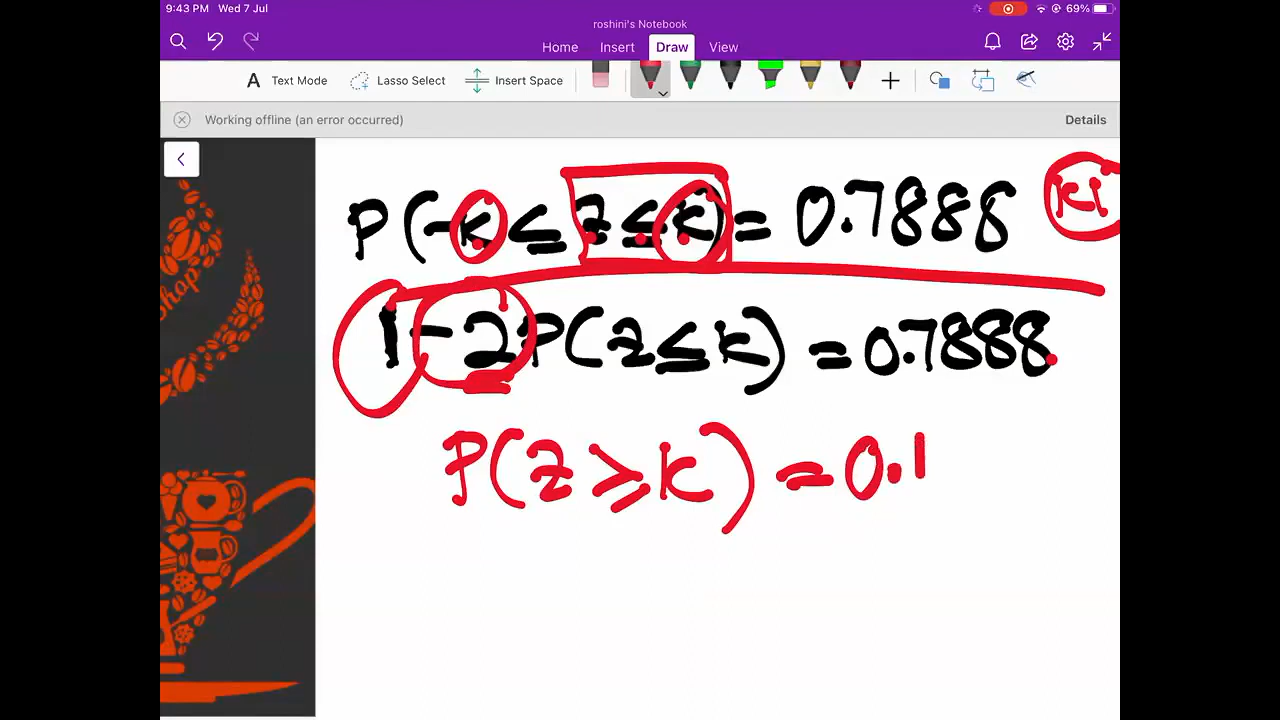 9:43 PM Wed 7 Jul
69%
roshini's Notebook
Home Insert Draw View
A Text Mode Lasso Select Insert Space
Working offline (an error occurred) Details
shop
P(-k≤z≤k)=0.7888
1-2P(z≤k)=0.7888
P(z≥k)=0.1